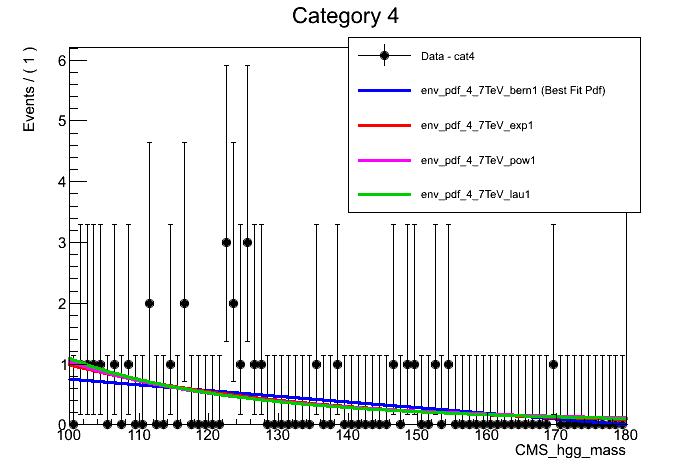 Category 4
Events / ( 1 )
6
5
4
3
2
1
0
Data - cat4
env_pdf_4_7TeV_bern1 (Best Fit Pdf)
env_pdf_4_7TeV_exp1
env_pdf_4_7TeV_pow1
env_pdf_4_7TeV_lau1
100 110 120 130 140 150 160 170 180
CMS_hgg_mass